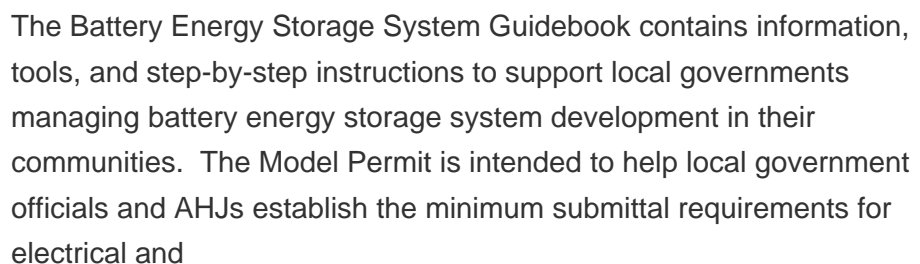 The Battery Energy Storage System Guidebook contains information,
tools, and step-by-step instructions to support local governments
managing battery energy storage system development in their
communities.  The Model Permit is intended to help local government
officials and AHJs establish the minimum submittal requirements for
electrical and